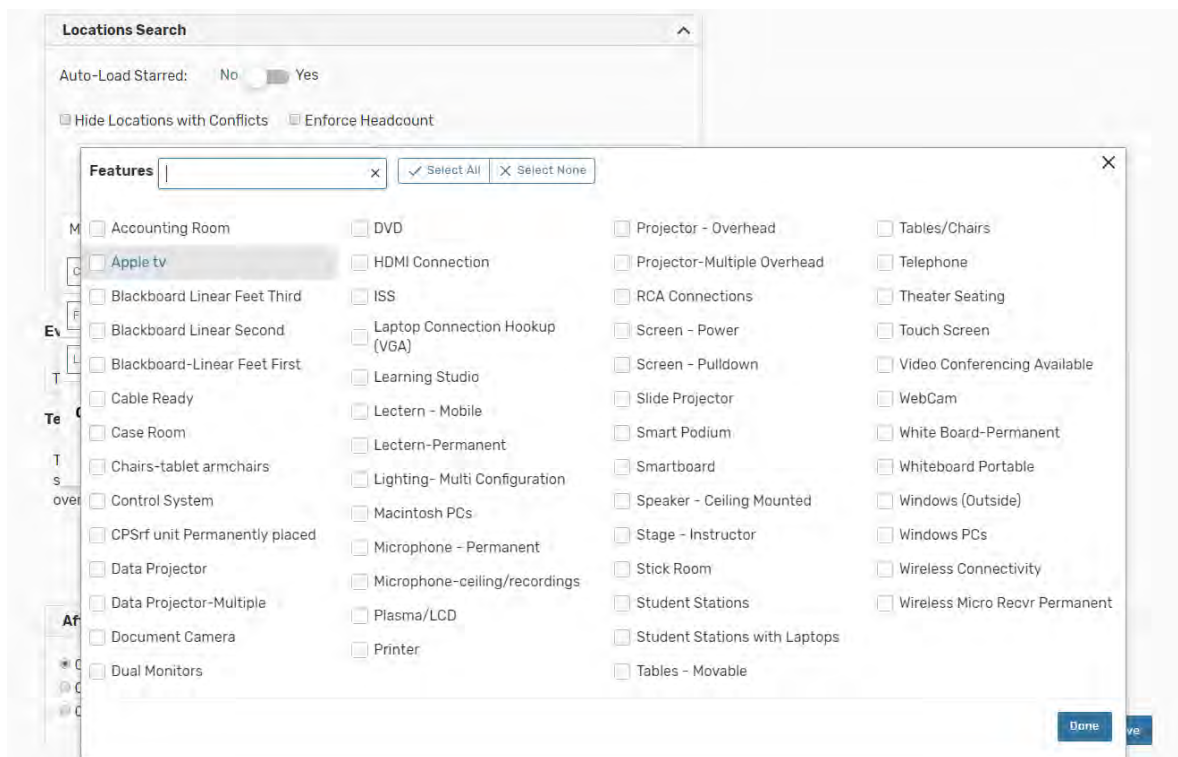 Locations Search
Auto-Load Starred: No Yes
Hide Locations with Conflicts Enforce Headcount
Features Select All Select None
M
Accounting Room
Apple tv
Blackboard Linear Feet Third
Blackboard Linear Second
Blackboard-Linear Feet First
Cable Ready
Case Room
Chairs-tablet armchairs
Control System
CPSrf unit Permanently placed
Data Projector
Data Projector-Multiple
Document Camera
Dual Monitors
DVD
HDMI Connection
ISS
Laptop Connection Hookup
(VGA)
Learning Studio
Lectern - Mobile
Lectern-Permanent
Lighting- Multi Configuration
Macintosh PCs
Microphone - Permanent
Microphone-ceiling/recordings
Plasma/LCD
Printer
Projector - Overhead
Projector-Multiple Overhead
RCA Connections
Screen - Power
Screen - Pulldown
Slide Projector
Smart Podium
Smartboard
Speaker - Ceiling Mounted
Stage - Instructor
Stick Room
Student Stations
Student Stations with Laptops
Tables - Movable
Tables/Chairs
Telephone
Theater Seating
Touch Screen
Video Conferencing Available
WebCam
White Board-Permanent
Whiteboard Portable
Windows (Outside)
Windows PCs
Wireless Connectivity
Wireless Micro Recvr Permanent
Ev
T
Te
T
s
over
Af
Done
ve